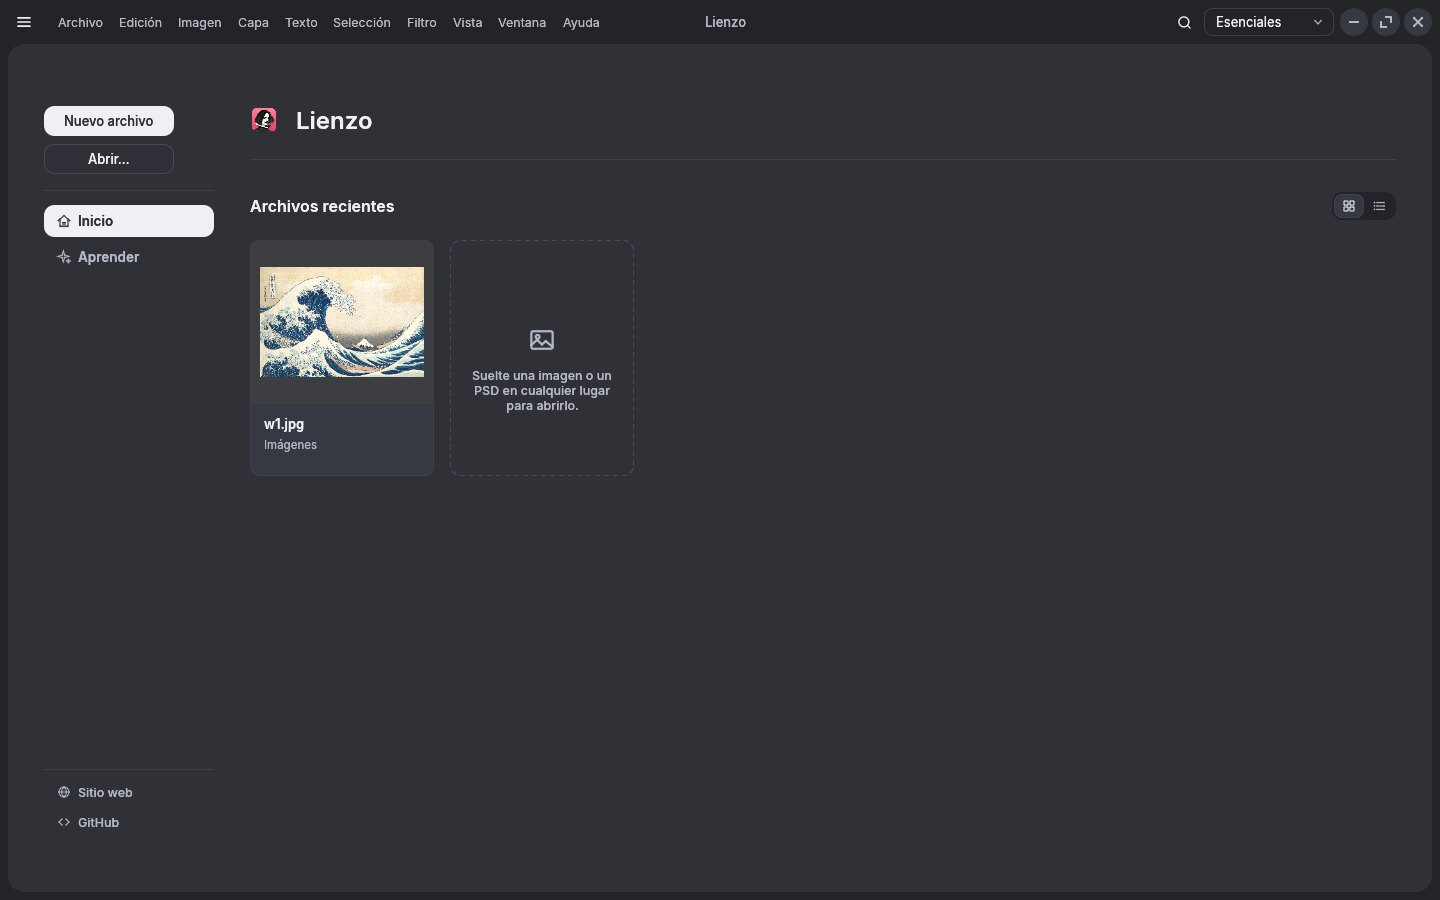 Archivo Edición Imagen Capa Texto Selección Filtro Vista Ventana Ayuda
Lienzo
Esenciales
Nuevo archivo
Abrir...
Inicio
Aprender
Lienzo
Archivos recientes
w1.jpg
Imágenes
Suelte una imagen o un
PSD en cualquier lugar
para abrirlo.
Sitio web
GitHub